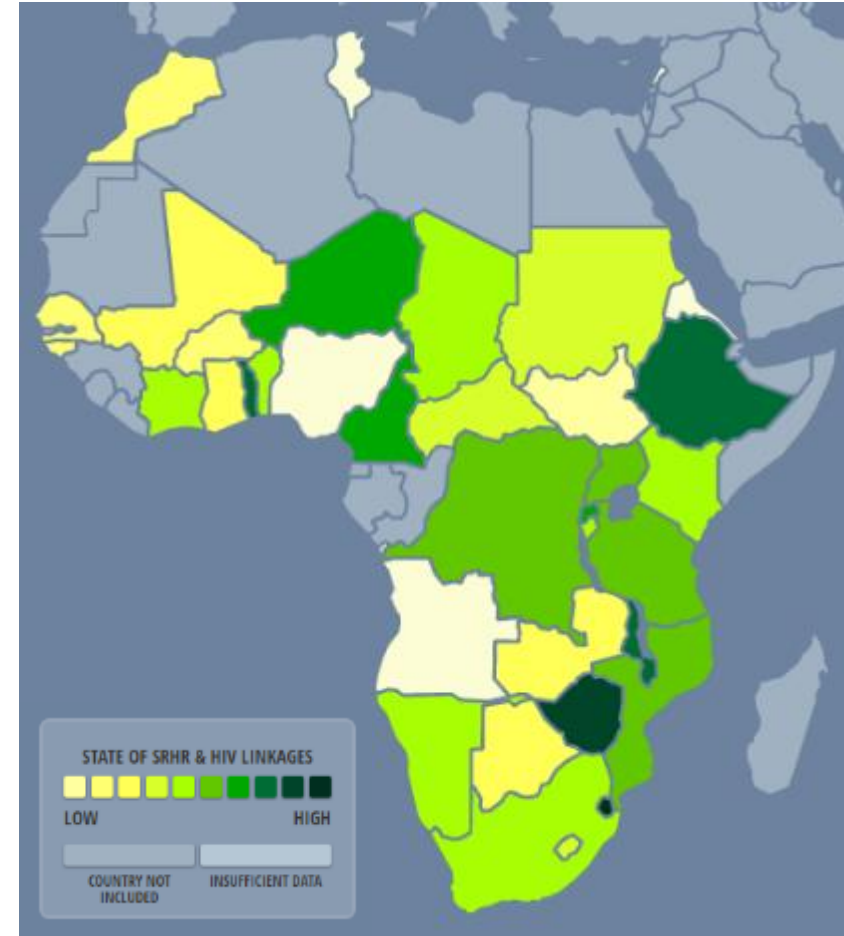 STATE OF SRHR & HIV LINKAGES
LOW HIGH
COUNTRY NOT INSUFFICIENT DATA
INCLUDED